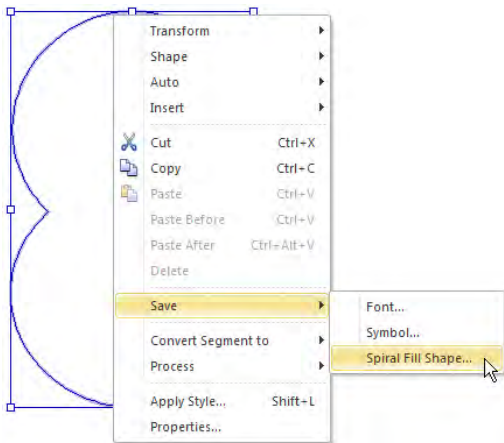 Transform
Shape
Auto
Insert
Cut Ctrl+X
Copy Ctrl+C
Paste Ctrl+V
Paste Before Ctrl+V
Paste After Ctrl+Alt+V
Delete
Save
Font...
Symbol...
Spiral Fill Shape...
Convert Segment to
Process
Apply Style... Shift+L
Properties...